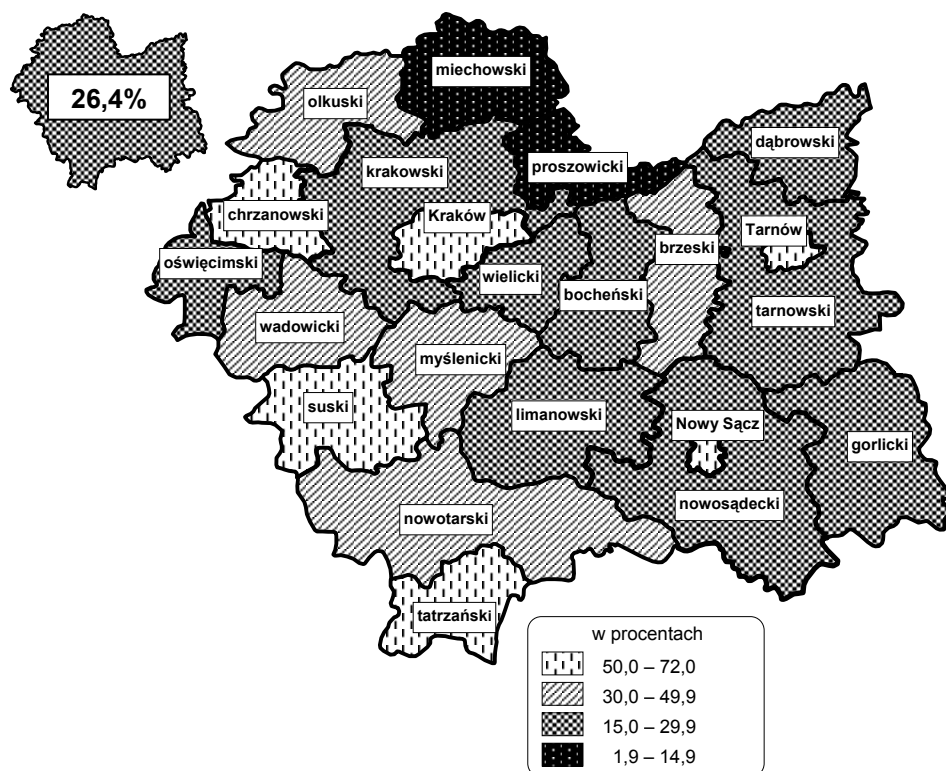 miechowski
26,4%
olkuski
dąbrowski
krakowski
proszowicki
chrzanowski
Kraków
Tarnów
brzeski
oświęcimski
wielicki
bocheński
tarnowski
wadowicki
myślenicki
suski
limanowski
Nowy Sącz
gorlicki
nowosądecki
nowotarski
tatrzański
w procentach
50,0 – 72,0
30,0 – 49,9
15,0 – 29,9
1,9 – 14,9